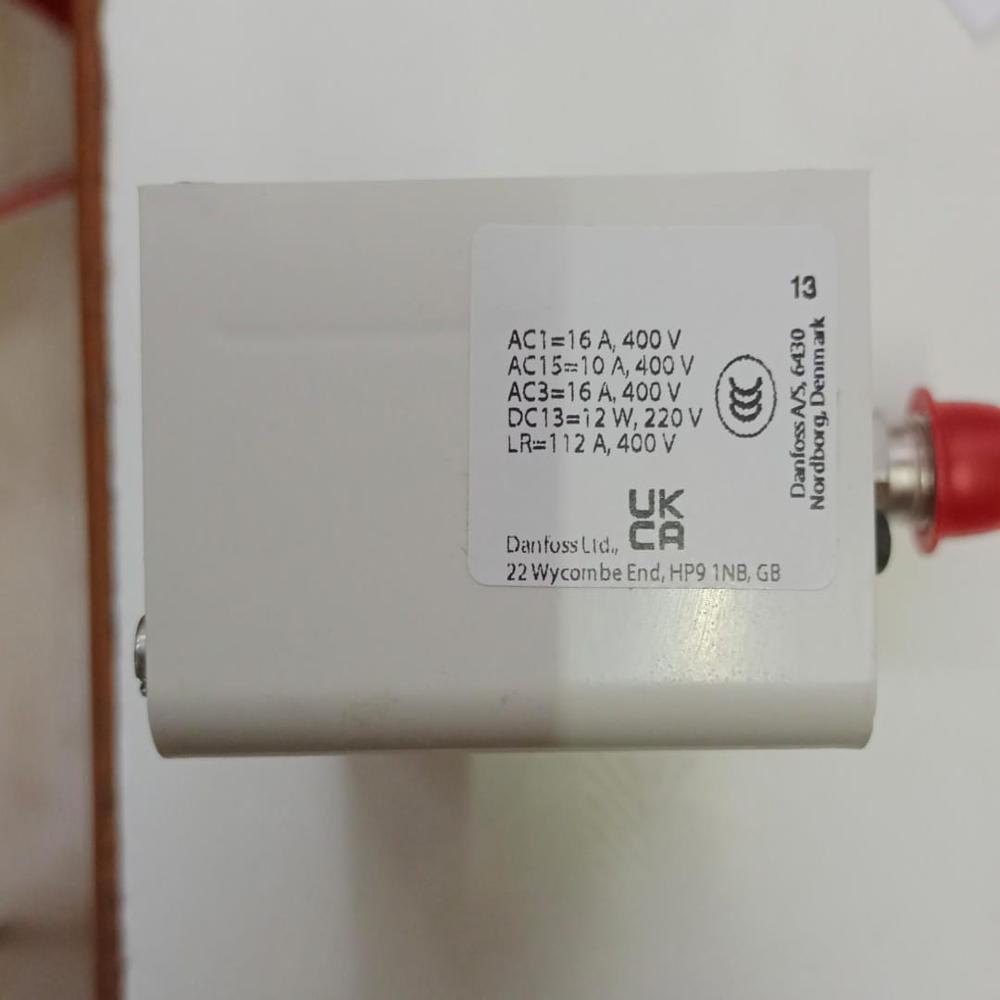 AC1=16 A, 400 V
AC15=10 A, 400 V
AC3=16 A, 400 V
DC13=12 W, 220 V
LR=112 A, 400 V
CCC
UK
CA
Danfoss Ltd.,
22 Wycombe End, HP9 1NB, GB
13
Danfoss A/S, 6430
Nordborg, Denmark